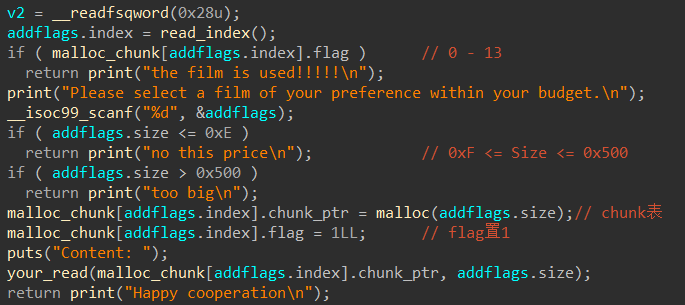 v2 = __readfsqword(0x28u);
addflags.index = read_index();
if ( malloc_chunk[addflags.index].flag )      // 0 - 13
  return print("the film is used!!!!!\n");
print("Please select a film of your preference within your budget.\n");
__isoc99_scanf("%d", &addflags);
if ( addflags.size <= 0xE )
  return print("no this price\n");            // 0xF <= Size <= 0x500
if ( addflags.size > 0x500 )
  return print("too big\n");
malloc_chunk[addflags.index].chunk_ptr = malloc(addflags.size);// chunk表
malloc_chunk[addflags.index].flag = 1LL;      // flag置1
puts("Content: ");
your_read(malloc_chunk[addflags.index].chunk_ptr, addflags.size);
return print("Happy cooperation\n");